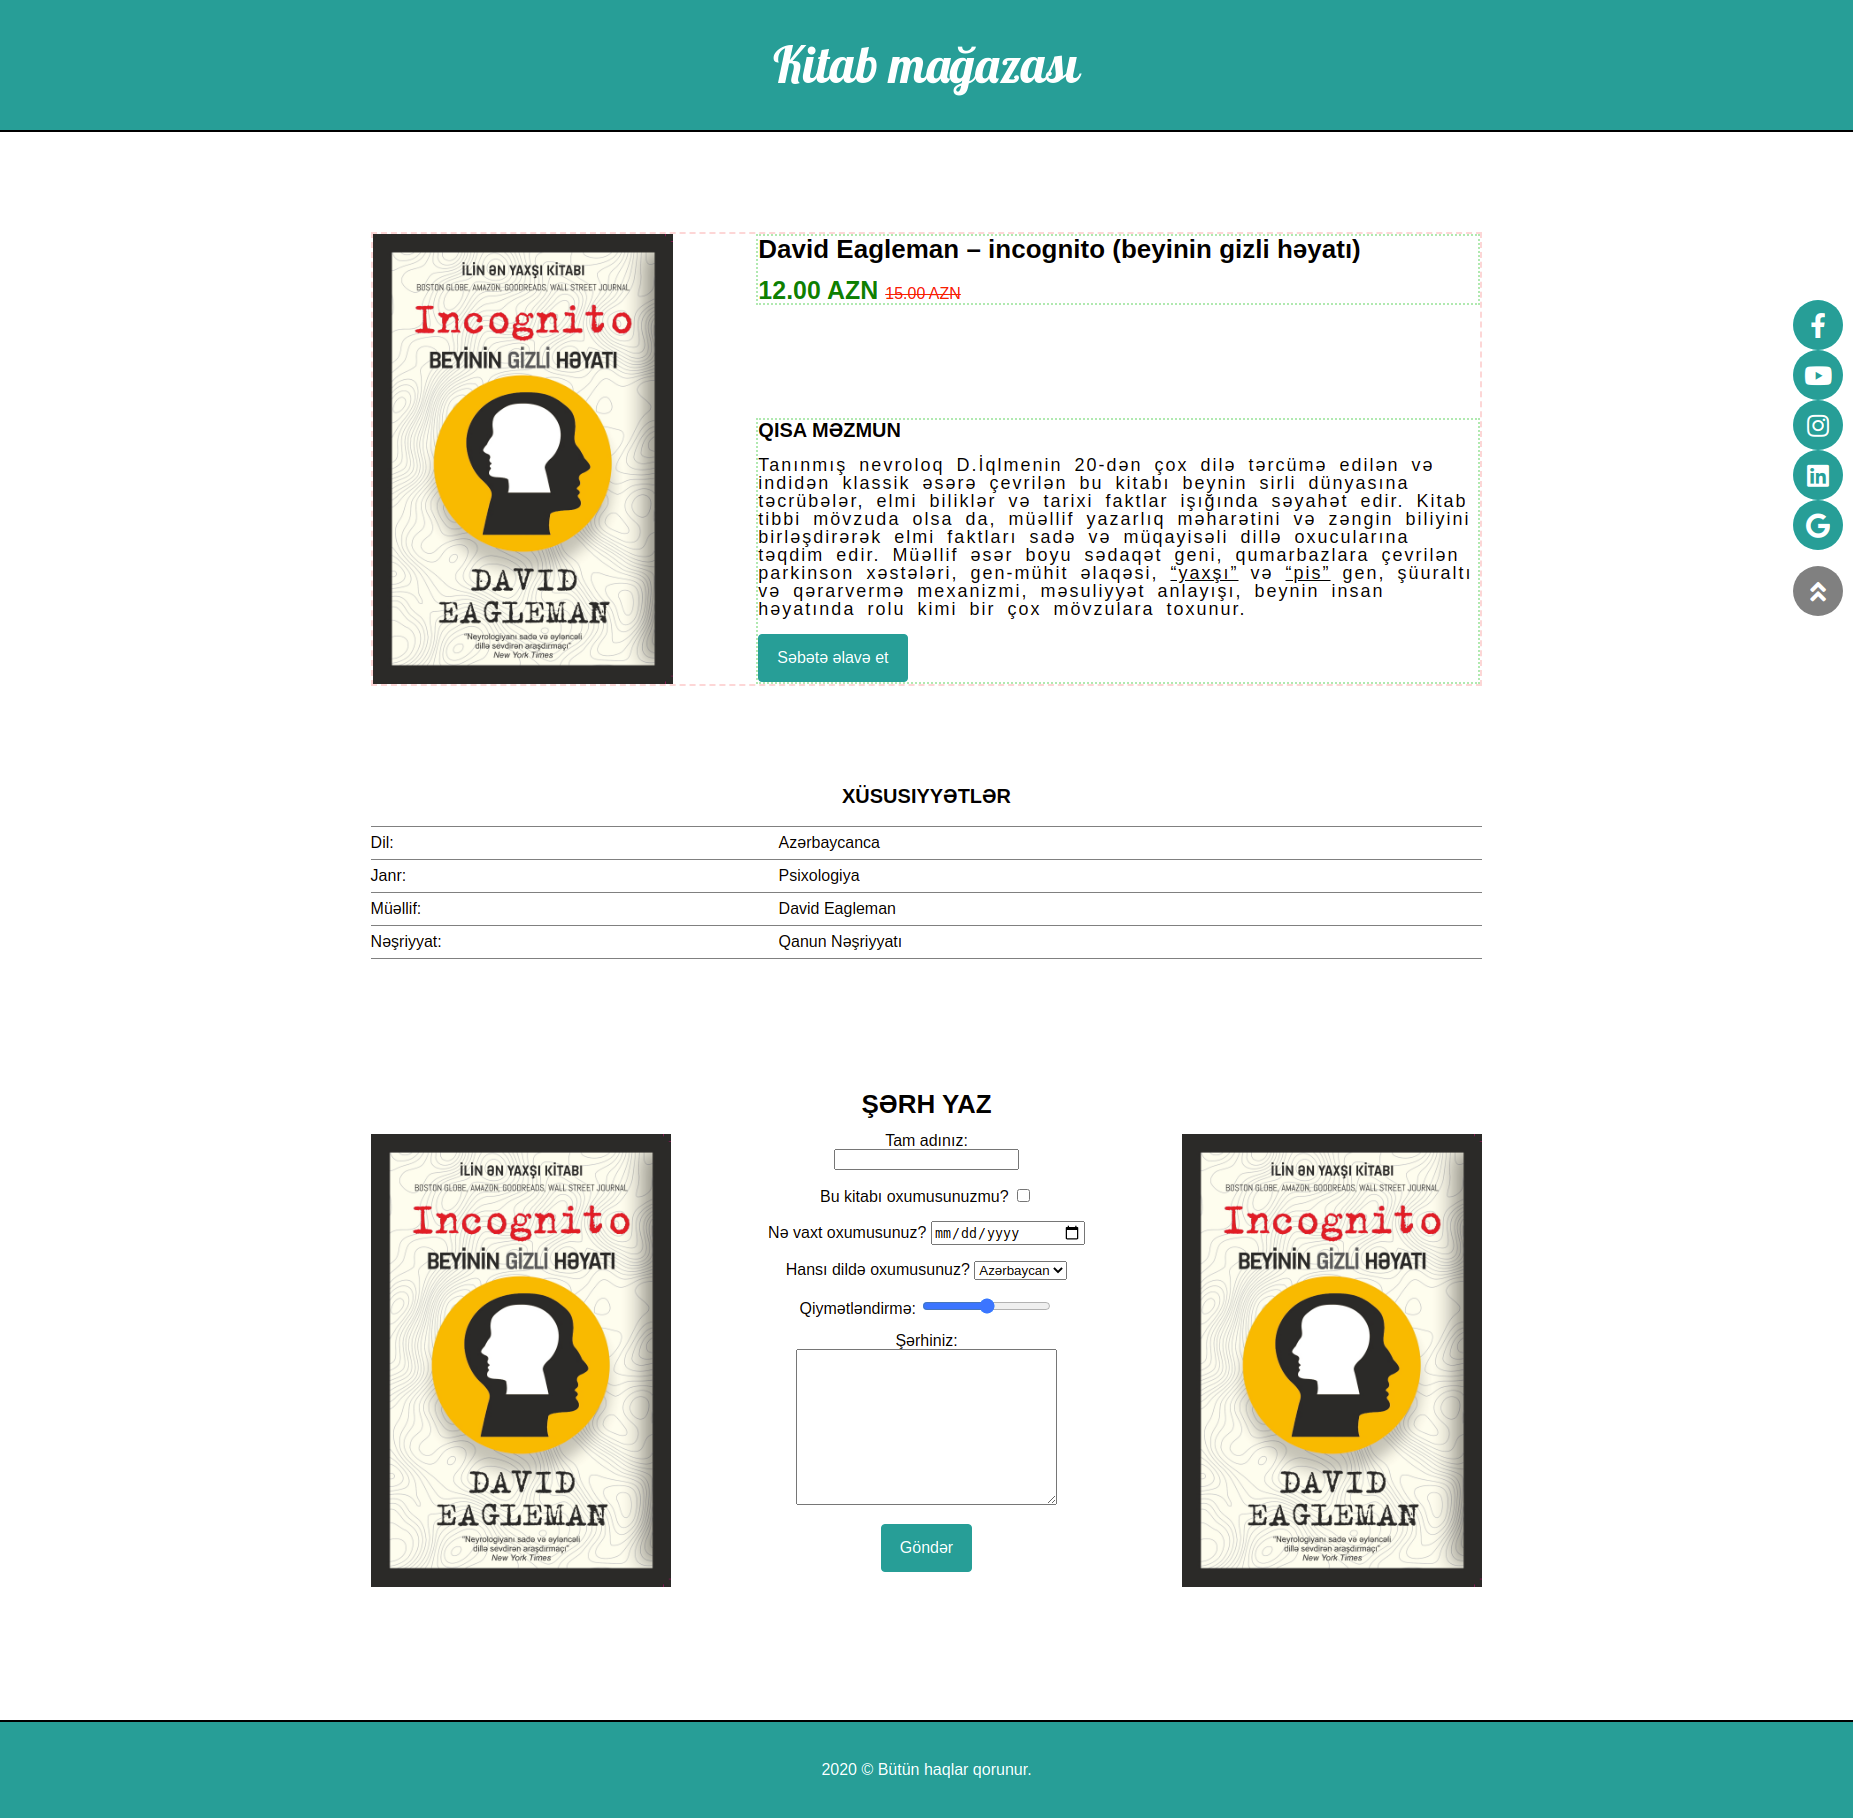 Kitab mağazası
İLİN ƏN YAXŞI KİTABI
BOSTON GLOBE, AMAZON, GOODREADS, WALL STREET JOURNAL
Incognito
BEYİNİN GİZLİ HƏYATI
DAVID
EAGLEMAN
"Neyrologiyanı sadə və əyləncəli
dillə sevdirən araşdırmaçı"
New York Times
David Eagleman – incognito (beyinin gizli həyatı)
12.00 AZN 15.00 AZN
QISA MƏZMUN
Tanınmış nevroloq D.İqlmenin 20-dən çox dilə tərcümə edilən və
indidən klassik əsərə çevrilən bu kitabı beynin sirli dünyasına
təcrübələr, elmi biliklər və tarixi faktlar işığında səyahət edir. Kitab
tibbi mövzuda olsa da, müəllif yazarlıq məharətini və zəngin biliyini
birləşdirərək elmi faktları sadə və müqayisəli dillə oxucularına
təqdim edir. Müəllif əsər boyu sədaqət geni, qumarbazlara çevrilən
parkinson xəstələri, gen-mühit əlaqəsi, “yaxşı” və “pis” gen, şüuraltı
və qərarvermə mexanizmi, məsuliyyət anlayışı, beynin insan
həyatında rolu kimi bir çox mövzulara toxunur.
Səbətə əlavə et
XÜSUSIYYƏTLƏR
Dil: Azərbaycanca
Janr: Psixologiya
Müəllif: David Eagleman
Nəşriyyat: Qanun Nəşriyyatı
ŞƏRH YAZ
İLİN ƏN YAXŞI KİTABI
BOSTON GLOBE, AMAZON, GOODREADS, WALL STREET JOURNAL
Incognito
BEYİNİN GİZLİ HƏYATI
DAVID
EAGLEMAN
"Neyrologiyanı sadə və əyləncəli
dillə sevdirən araşdırmaçı"
New York Times
Tam adınız:
Bu kitabı oxumusunuzmu?
Nə vaxt oxumusunuz? mm/dd/yyyy
Hansı dildə oxumusunuz? Azərbaycan
Qiymətləndirmə:
Şərhiniz:
Göndər
İLİN ƏN YAXŞI KİTABI
BOSTON GLOBE, AMAZON, GOODREADS, WALL STREET JOURNAL
Incognito
BEYİNİN GİZLİ HƏYATI
DAVID
EAGLEMAN
"Neyrologiyanı sadə və əyləncəli
dillə sevdirən araşdırmaçı"
New York Times
2020 © Bütün haqlar qorunur.